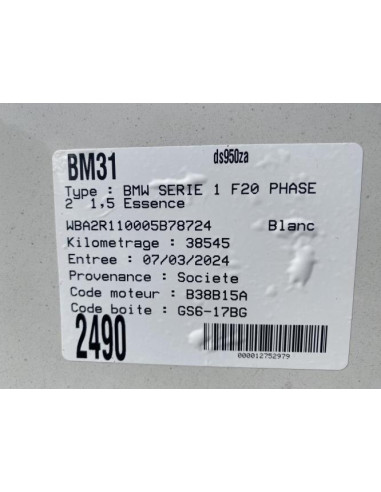 BM31 ds950za
Type : BMW SERIE 1 F20 PHASE
2 1,5 Essence
WBA2R110005B78724 Blanc
Kilometrage : 38545
Entree : 07/03/2024
Provenance : Societe
Code moteur : B38B15A
Code boite : GS6-17BG
2490
000012752979